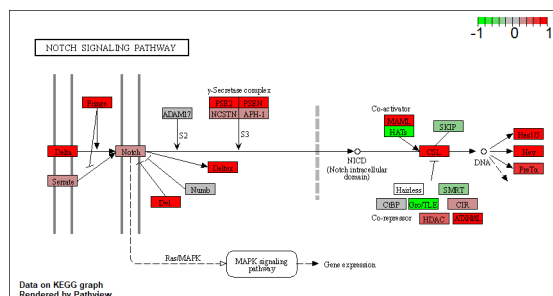 -1 0 1
NOTCH SIGNALING PATHWAY
γ-Secretase complex
Fringe
PSE2 PSEN
ADAM17
NCSTN APH-1
Co-activator
MAML
HATs
SKIP
S2
S3
Delta
Notch
CSL
Hes1/5
NICD
(Notch intracellular
domain)
DNA
Hey
Serrate
Deltex
PreTα
Numb
Hairless
SMRT
Dvl
CtBP
Gro/TLE
CIR
Co-repressor
HDAC
Ras/MAPK
MAPK signaling
pathway
Gene expression
Data on KEGG graph
Rendered by Pathview